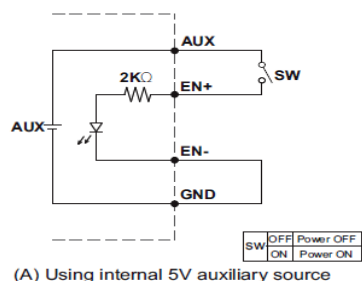 AUX
2KΩ
EN+
SW
AUX
EN-
GND
SW OFF Power OFF
ON Power ON
(A) Using internal 5V auxiliary source